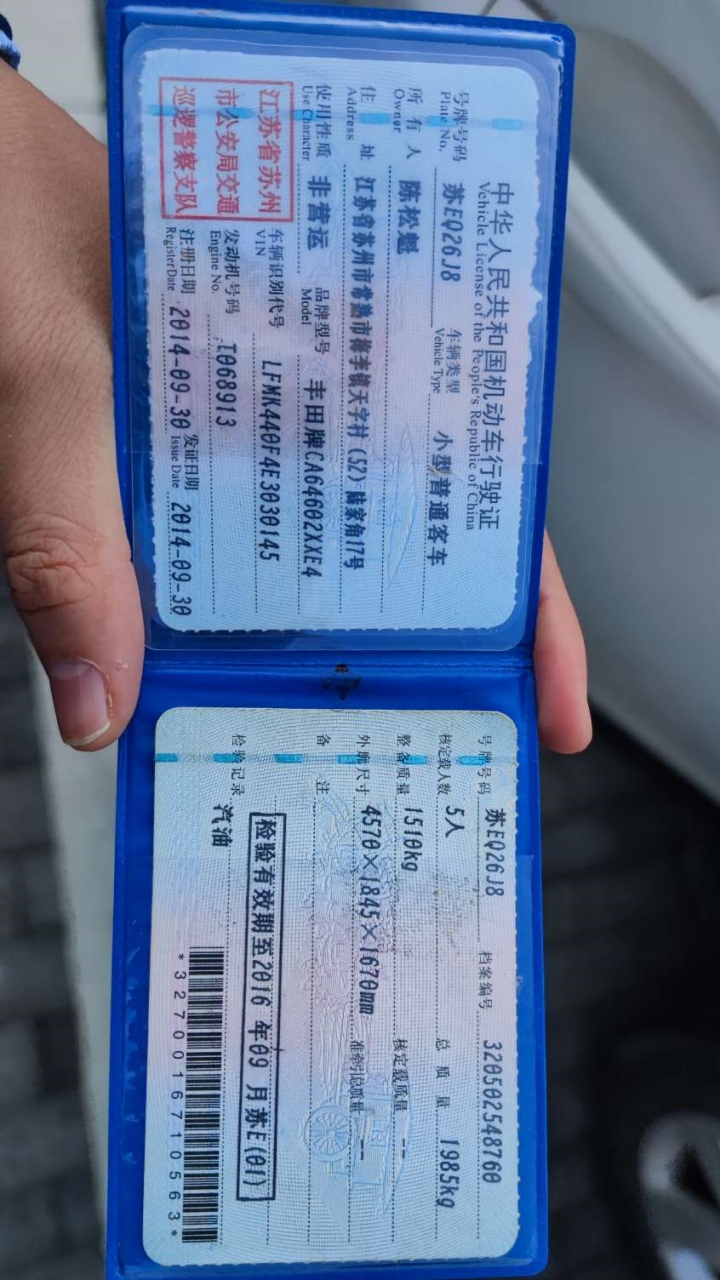 中华人民共和国机动车行驶证
Vehicle License of the People's Republic of China
号牌号码 苏EQ26J8 车辆类型 小型普通客车
Plate No. Vehicle Type
所有人 陈松魁
Owner
住址 江苏省苏州市常熟市 天字村(52)陆家角17号
Address
使用性质 非营运 品牌型号 丰田牌CA64602XXE4
Use Character Model
江苏省苏州
市公安局交通
巡逻警察支队
车辆识别代号 LFMK440F4E3030145
VIN
发动机号码 I068913
Engine No.
注册日期 2014-09-30 发证日期 2014-09-30
Register Date Issue Date
号牌号码 苏EQ26J8 档案编号 320502548760
核定载人数 5人 总质量 1985kg
整备质量 1510kg 核定载质量 --
外廓尺寸 4570×1845×1670mm 准牵引总质量 --
备注
检验有效期至2016 年09 月苏E(01)
检验记录 汽油
*3270016710563*